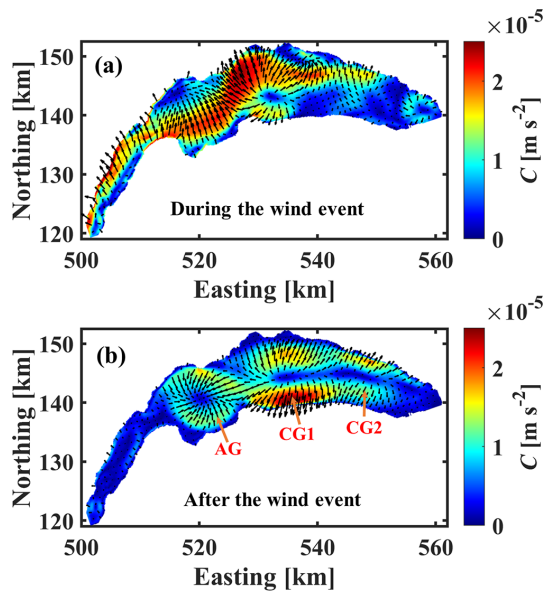 (a)
Northing [km]
150
140
130
120
500
520
540
560
Easting [km]
During the wind event
×10⁻⁵
2
1
0
C [m s⁻²]
(b)
Northing [km]
150
140
130
120
500
520
540
560
Easting [km]
AG
CG1
CG2
After the wind event
×10⁻⁵
2
1
0
C [m s⁻²]